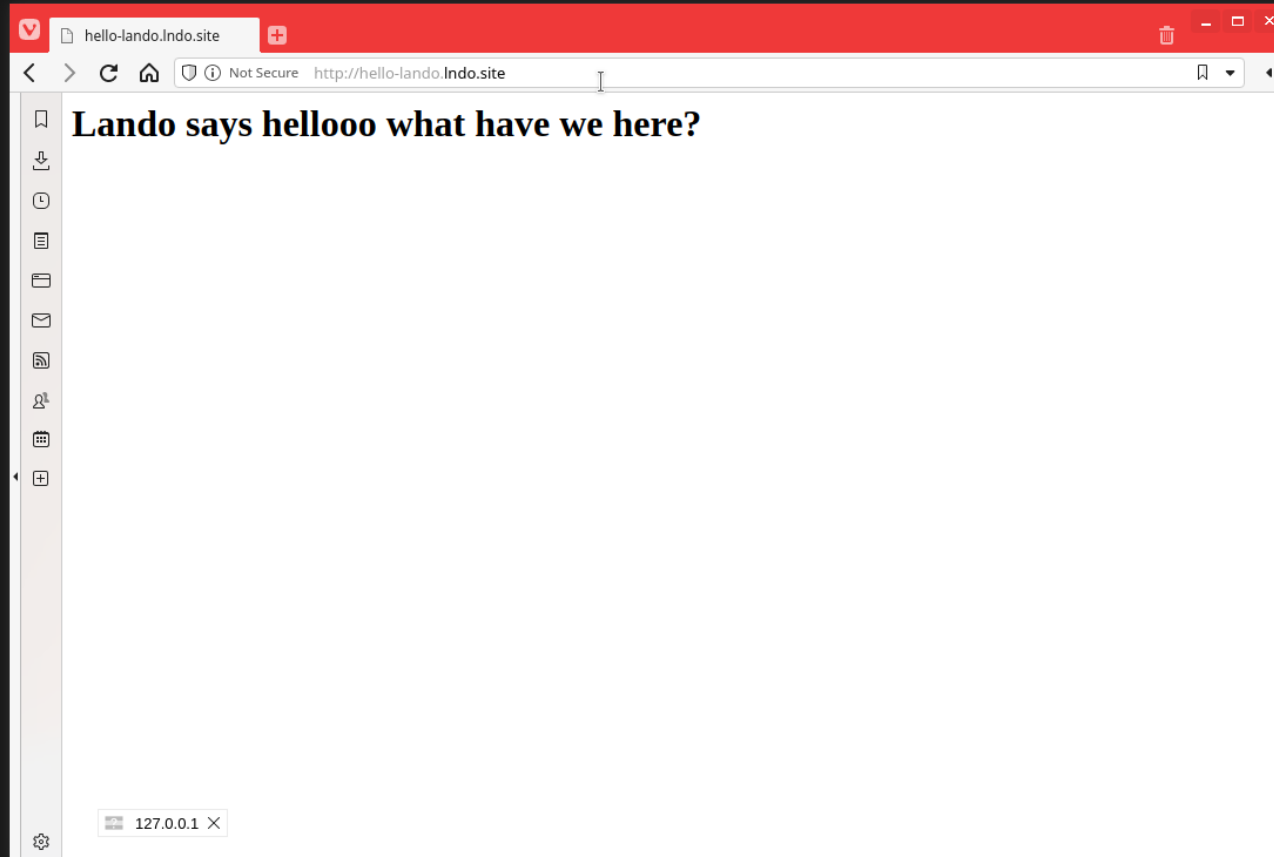 hello-lando.lndo.site
Not Secure http://hello-lando.lndo.site
Lando says hellooo what have we here?
127.0.0.1